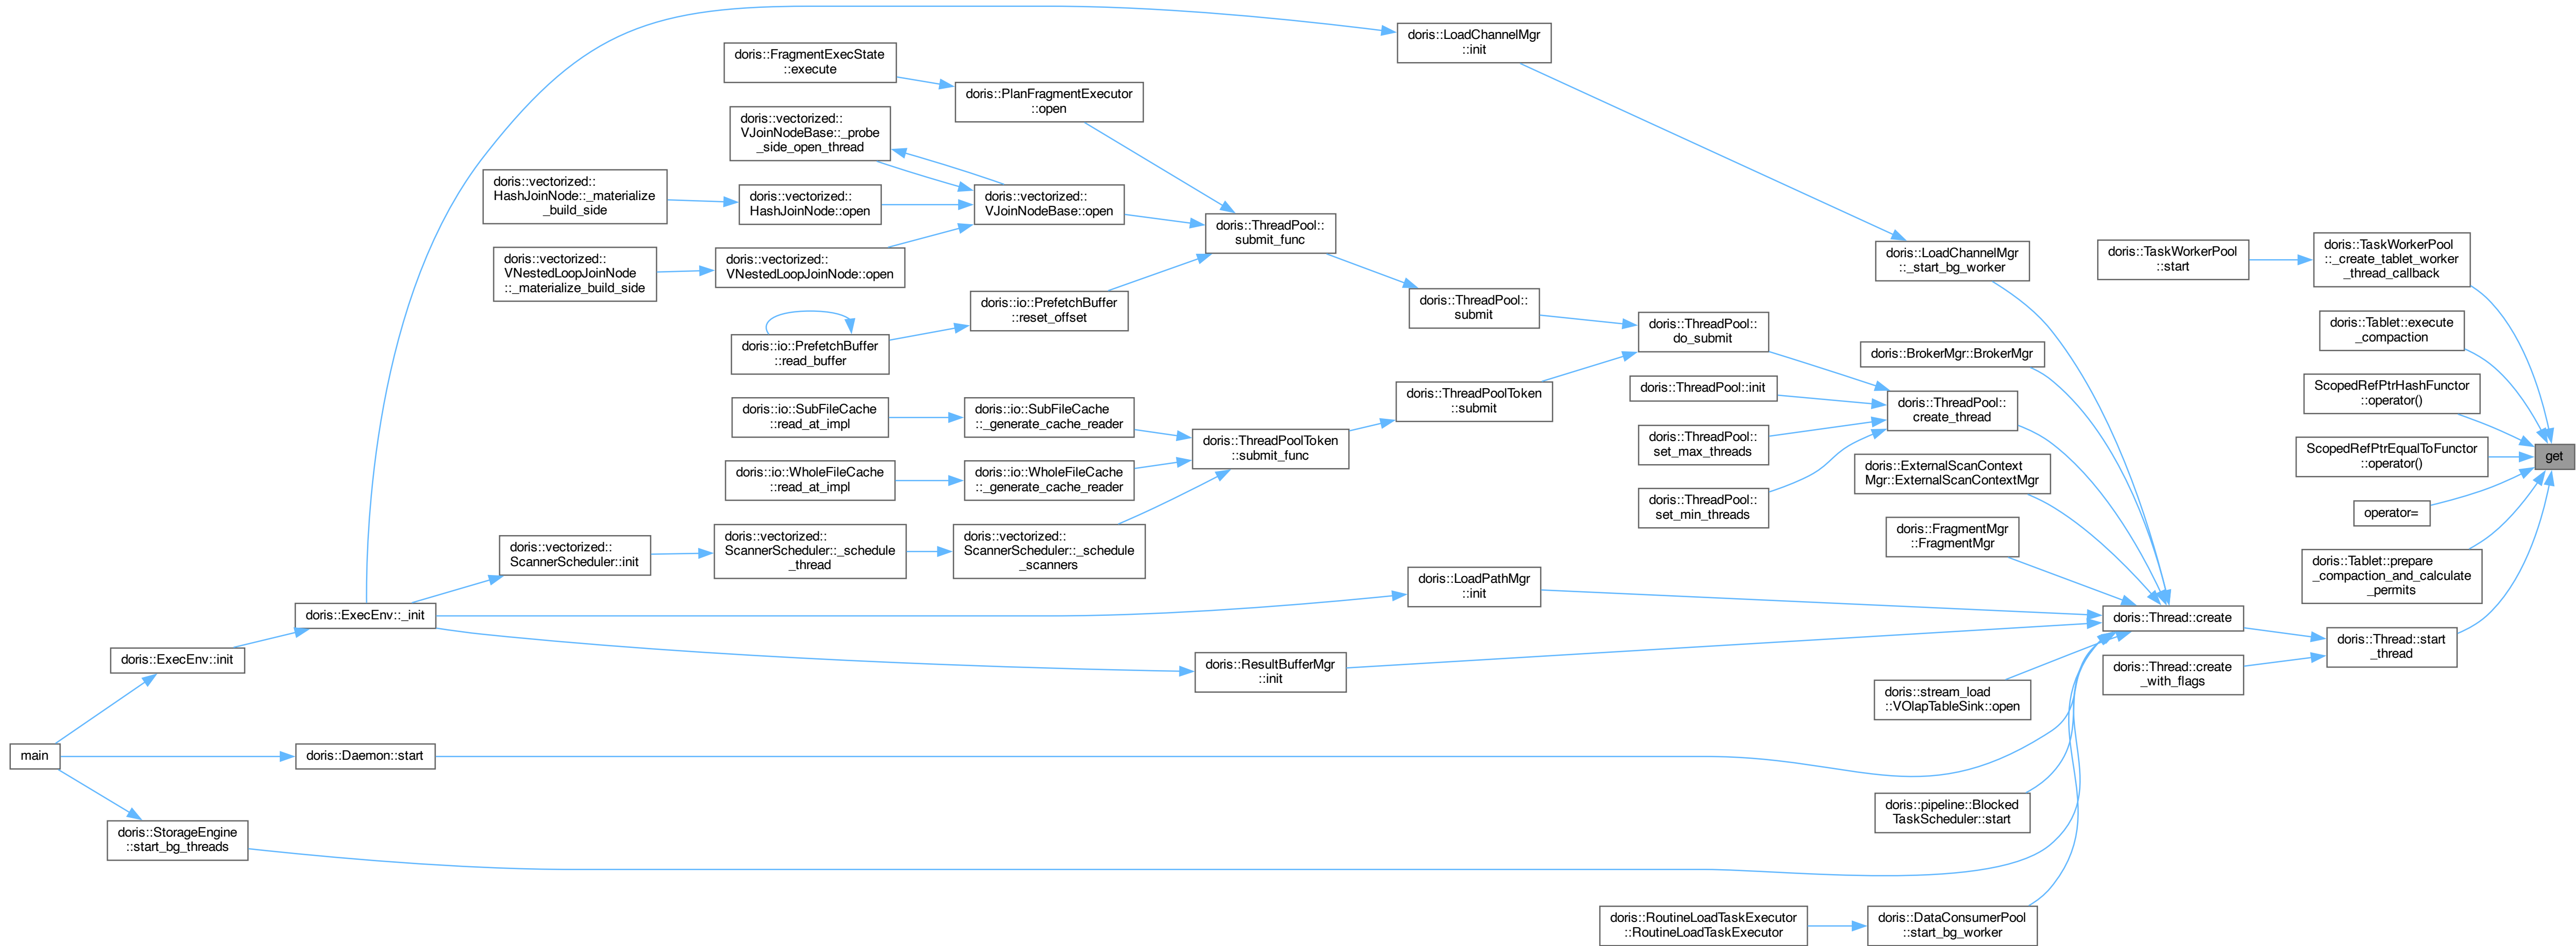 doris::LoadChannelMgr
::init
doris::FragmentExecState
::execute
doris::PlanFragmentExecutor
::open
doris::vectorized::
VJoinNodeBase::_probe
_side_open_thread
doris::vectorized::
HashJoinNode::_materialize
_build_side
doris::vectorized::
HashJoinNode::open
doris::vectorized::
VJoinNodeBase::open
doris::ThreadPool::
submit_func
doris::vectorized::
VNestedLoopJoinNode
::_materialize_build_side
doris::vectorized::
VNestedLoopJoinNode::open
doris::LoadChannelMgr
::_start_bg_worker
doris::TaskWorkerPool
::start
doris::TaskWorkerPool
::_create_tablet_worker
_thread_callback
doris::io::PrefetchBuffer
::reset_offset
doris::ThreadPool::
submit
doris::io::PrefetchBuffer
::read_buffer
doris::ThreadPool::
do_submit
doris::Tablet::execute
_compaction
doris::BrokerMgr::BrokerMgr
doris::ThreadPool::init
doris::ThreadPoolToken
::submit
doris::ThreadPool::
create_thread
ScopedRefPtrHashFunctor
::operator()
doris::io::SubFileCache
::read_at_impl
doris::io::SubFileCache
::_generate_cache_reader
doris::ThreadPoolToken
::submit_func
doris::ThreadPool::
set_max_threads
ScopedRefPtrEqualToFunctor
::operator()
get
doris::io::WholeFileCache
::read_at_impl
doris::io::WholeFileCache
::_generate_cache_reader
doris::ExternalScanContext
Mgr::ExternalScanContextMgr
doris::ThreadPool::
set_min_threads
operator=
doris::vectorized::
ScannerScheduler::init
doris::vectorized::
ScannerScheduler::_schedule
_thread
doris::vectorized::
ScannerScheduler::_schedule
_scanners
doris::FragmentMgr
::FragmentMgr
doris::Tablet::prepare
_compaction_and_calculate
_permits
doris::LoadPathMgr
::init
doris::ExecEnv::_init
doris::Thread::create
doris::Thread::start
_thread
doris::ExecEnv::init
doris::ResultBufferMgr
::init
doris::Thread::create
_with_flags
doris::stream_load
::VOlapTableSink::open
main
doris::Daemon::start
doris::pipeline::Blocked
TaskScheduler::start
doris::StorageEngine
::start_bg_threads
doris::RoutineLoadTaskExecutor
::RoutineLoadTaskExecutor
doris::DataConsumerPool
::start_bg_worker